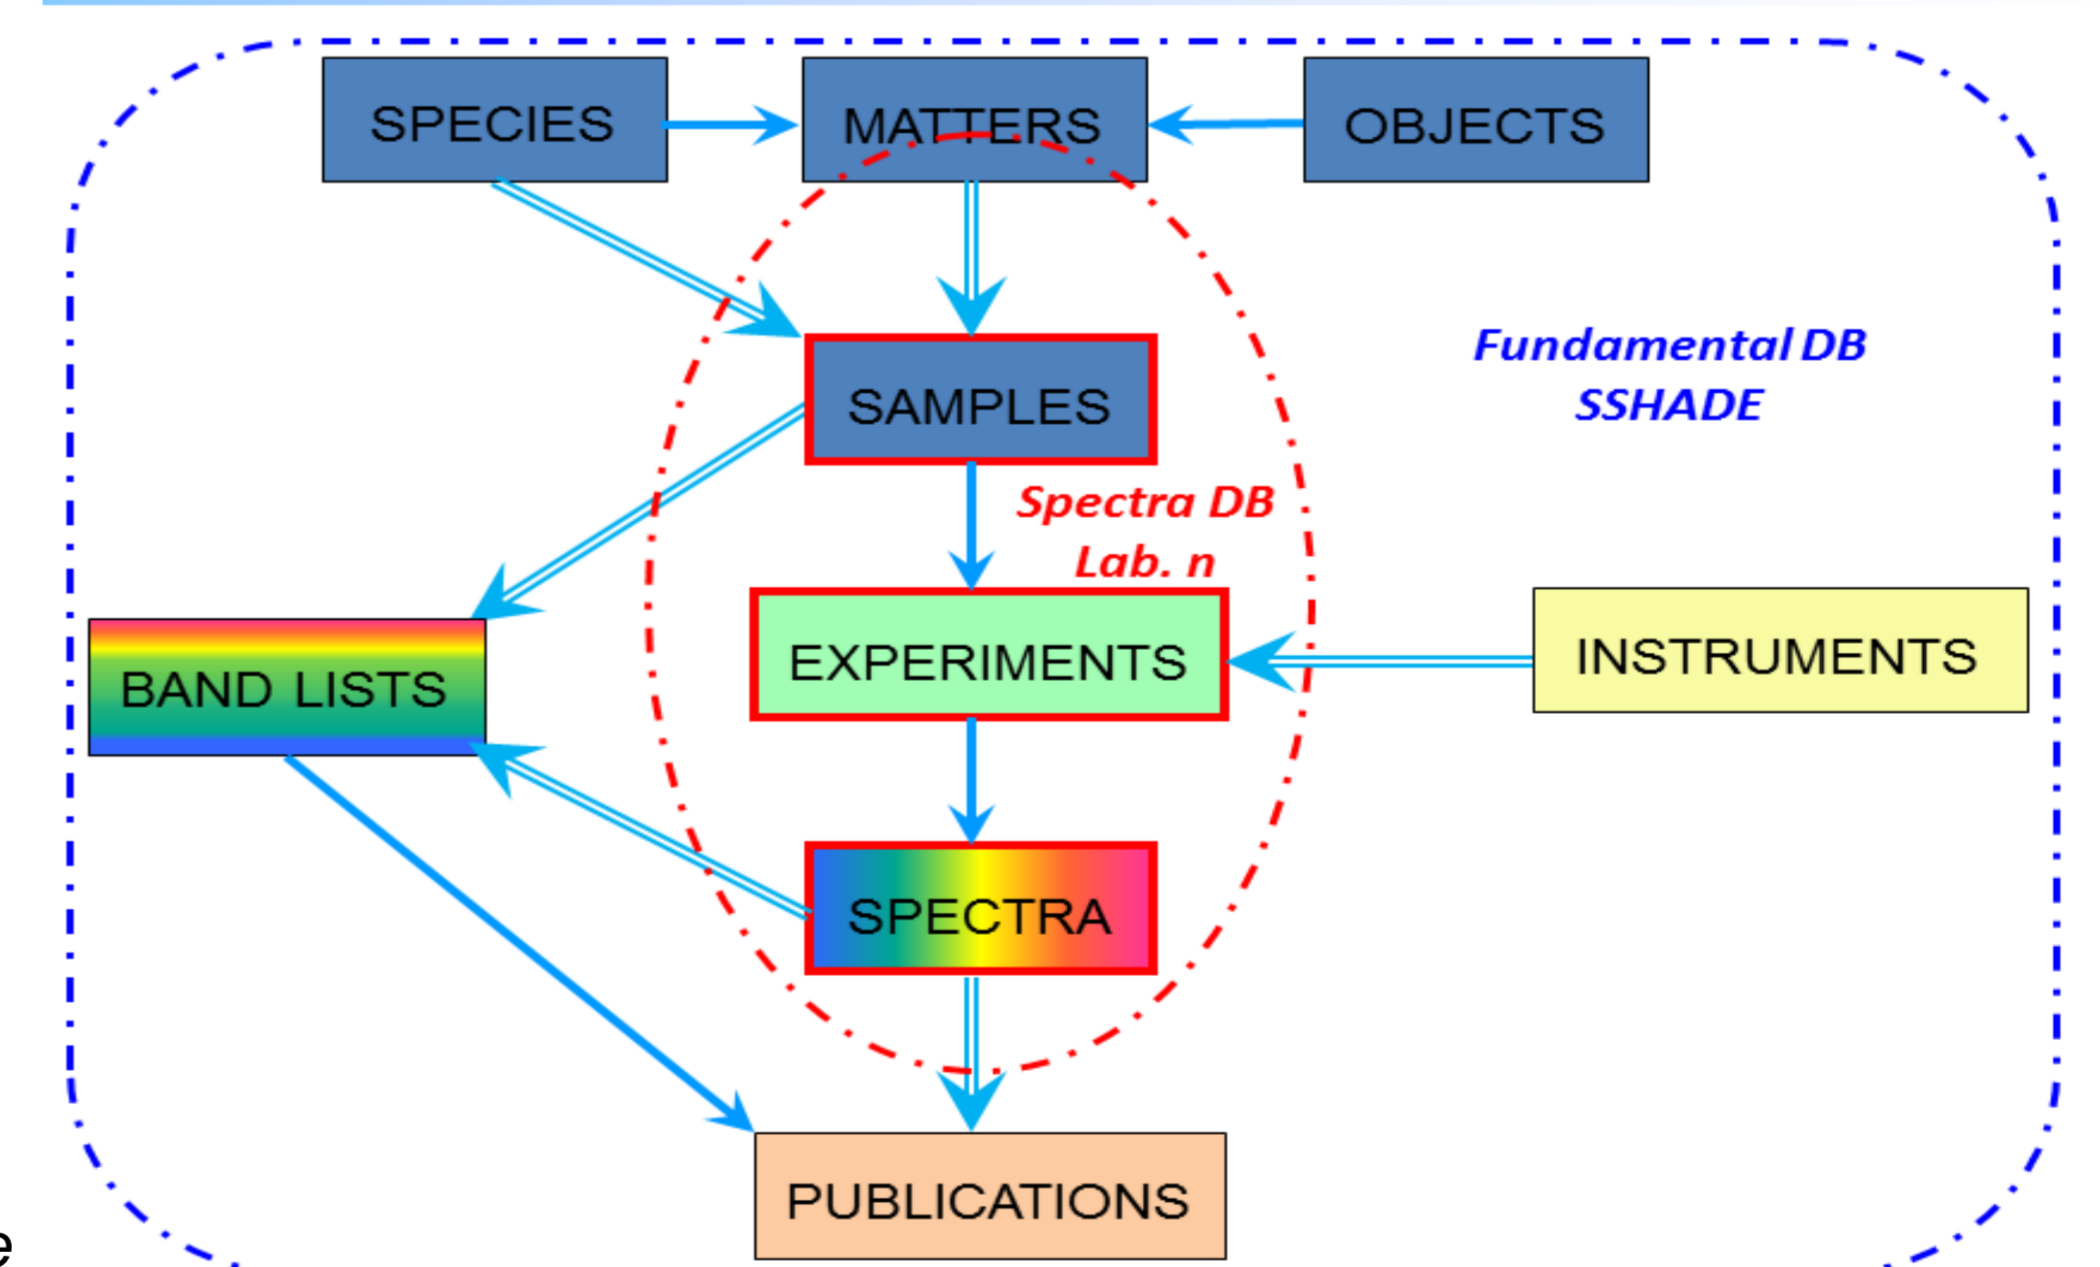 SPECIES
MATTERS
OBJECTS
Fundamental DB
SSHADE
SAMPLES
Spectra DB
Lab. n
EXPERIMENTS
INSTRUMENTS
BAND LISTS
SPECTRA
PUBLICATIONS
e